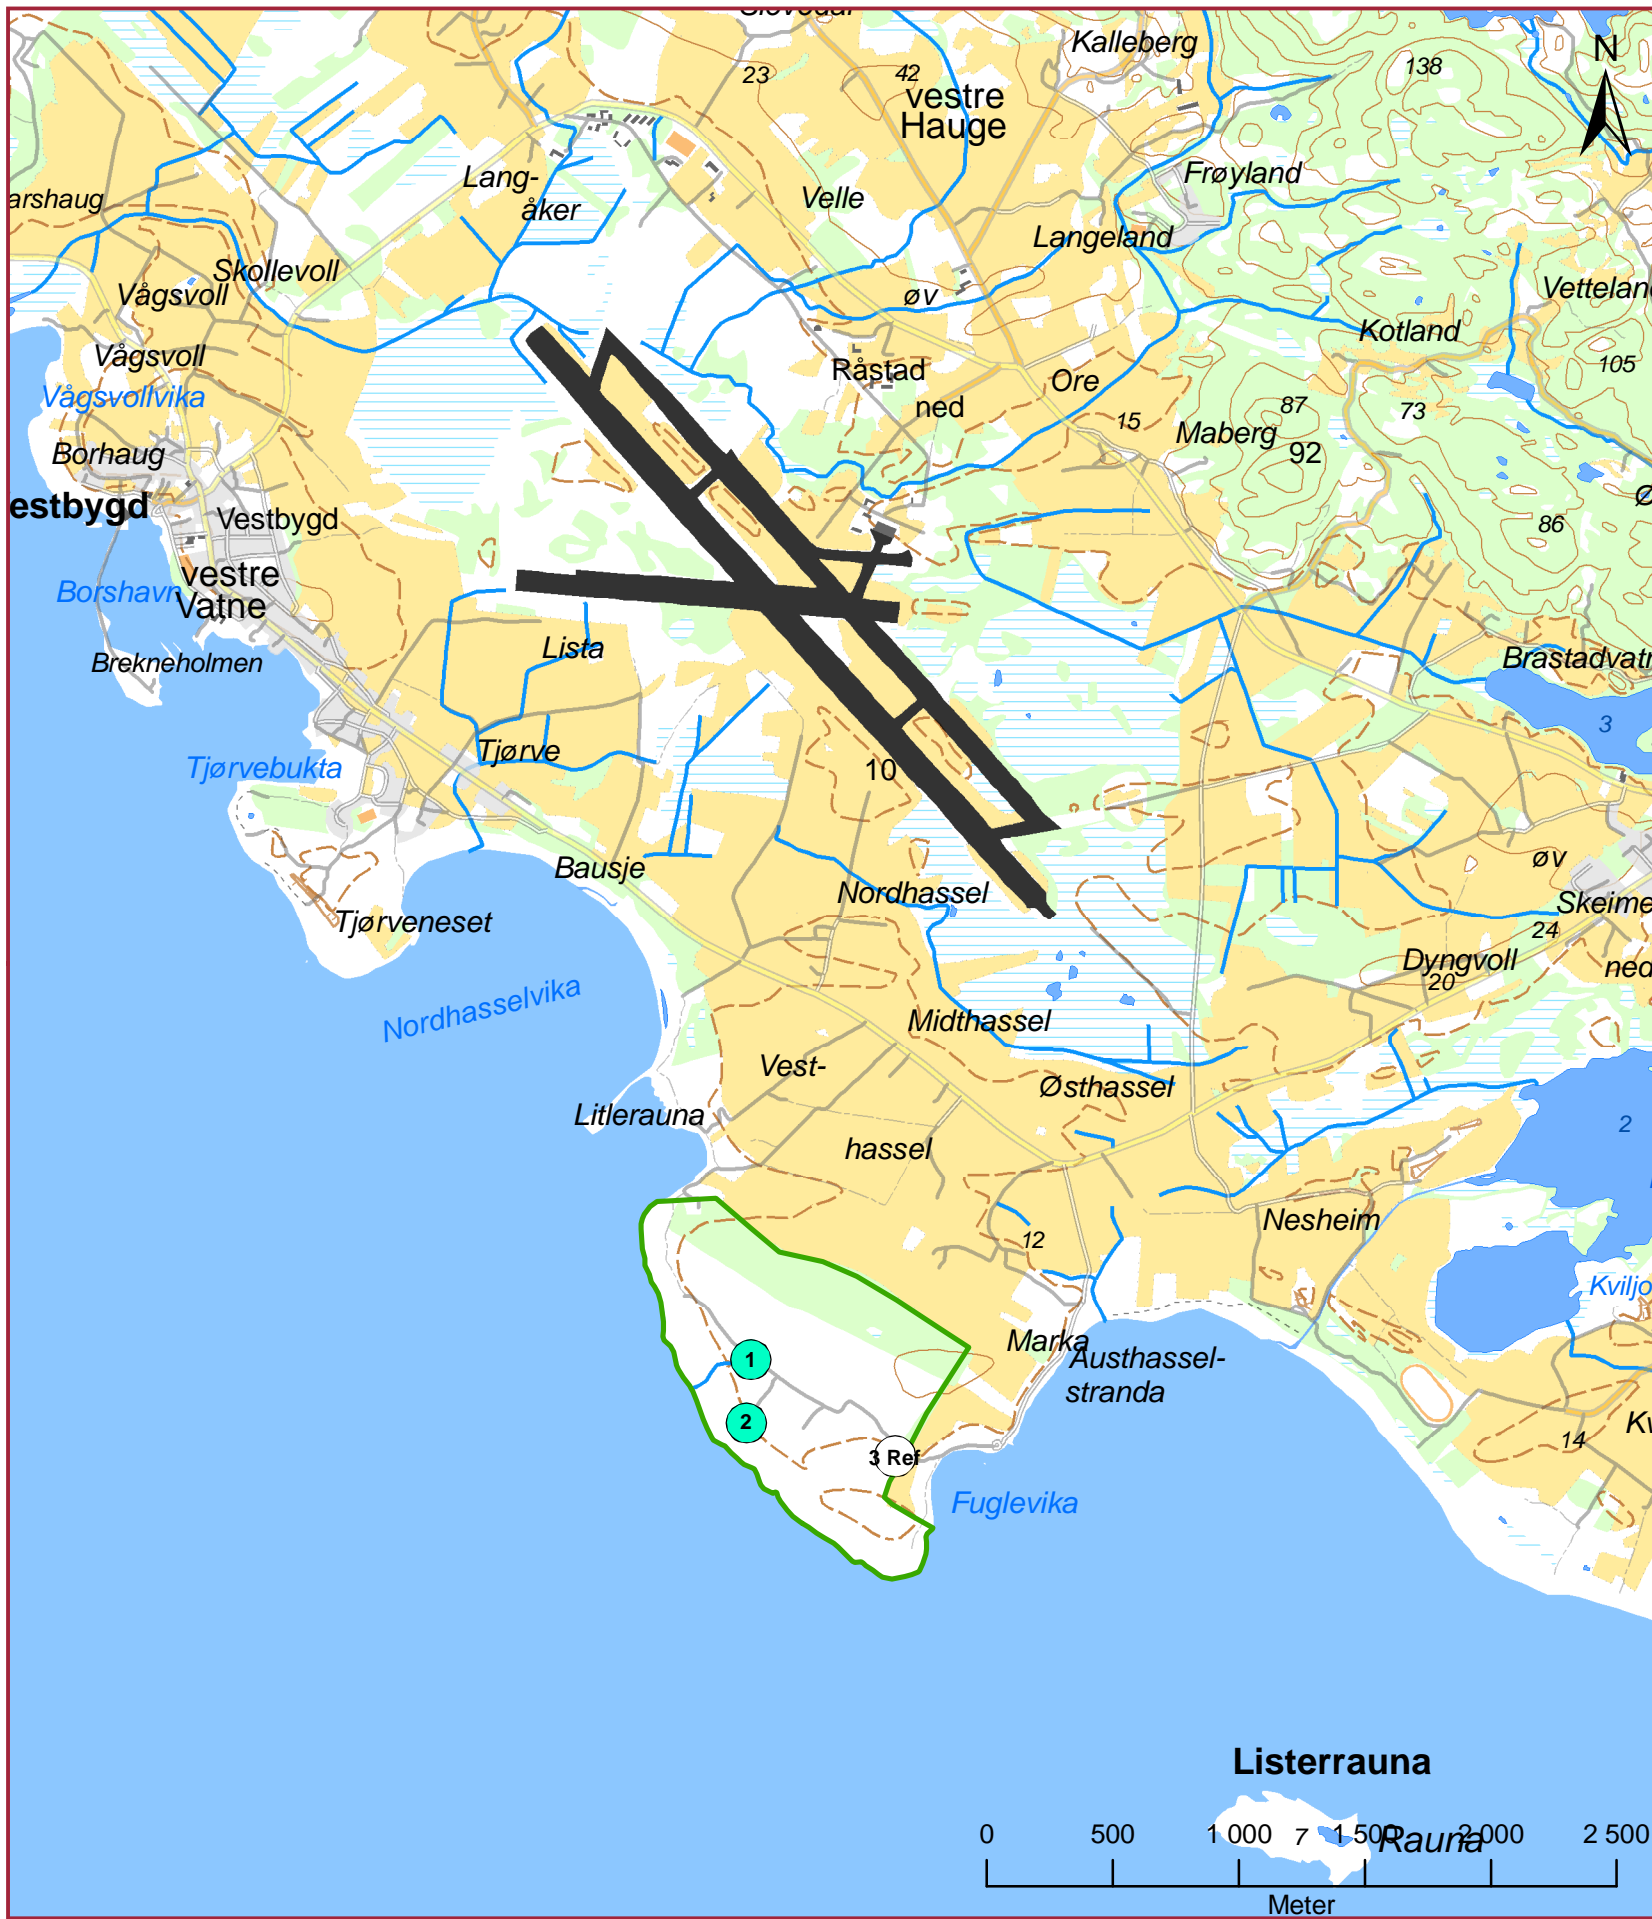 Kalleberg
N
138
23
42
vestre
Hauge
Lang-
åker
Frøyland
arshaug
Velle
Langeland
Skollevoll
Vågsvoll
øv
Vetteland
Kotland
Vågsvoll
105
Råstad
Ore
Vågsvollvika
ned
87
73
15
Maberg
92
Borhaug
estbygd
Vestbygd
86
Ø
vestre
Vatne
Borshavn
Lista
Brekneholmen
Brastadvatn
3
Tjørve
Tjørvebukta
10
øv
Bausje
Nordhassel
Skeime
Tjørveneset
24
Dyngvoll
20
ned
Nordhasselvika
Midthassel
Vest-
Østhassel
Litlerauna
2
hassel
Nesheim
12
Kviljo
Marka
Austhassel-
stranda
1
2
14
Kv
3 Ref
Fuglevika
Listerrauna
0 500 1 000 1 500 2 000 2 500
7
Rauna
Meter